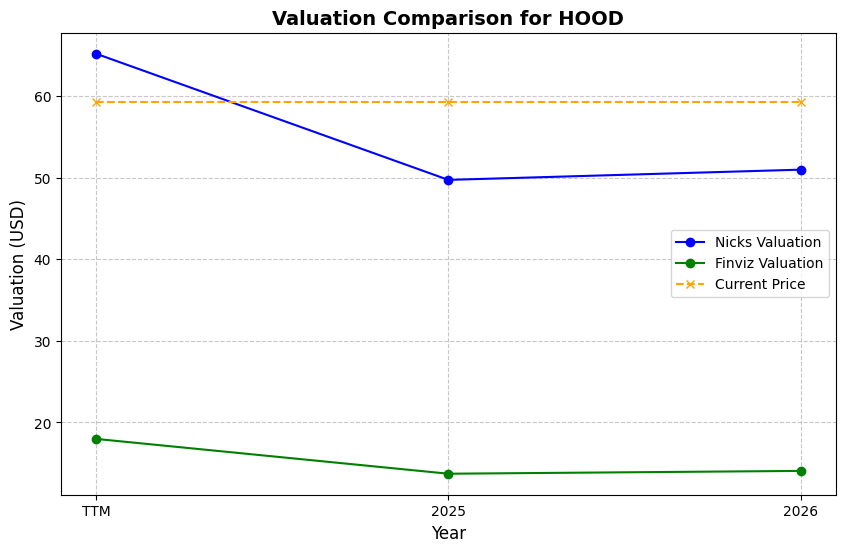 Valuation Comparison for HOOD
Valuation (USD)
60
50
40
30
20
Nicks Valuation
Finviz Valuation
Current Price
TTM
2025
2026
Year